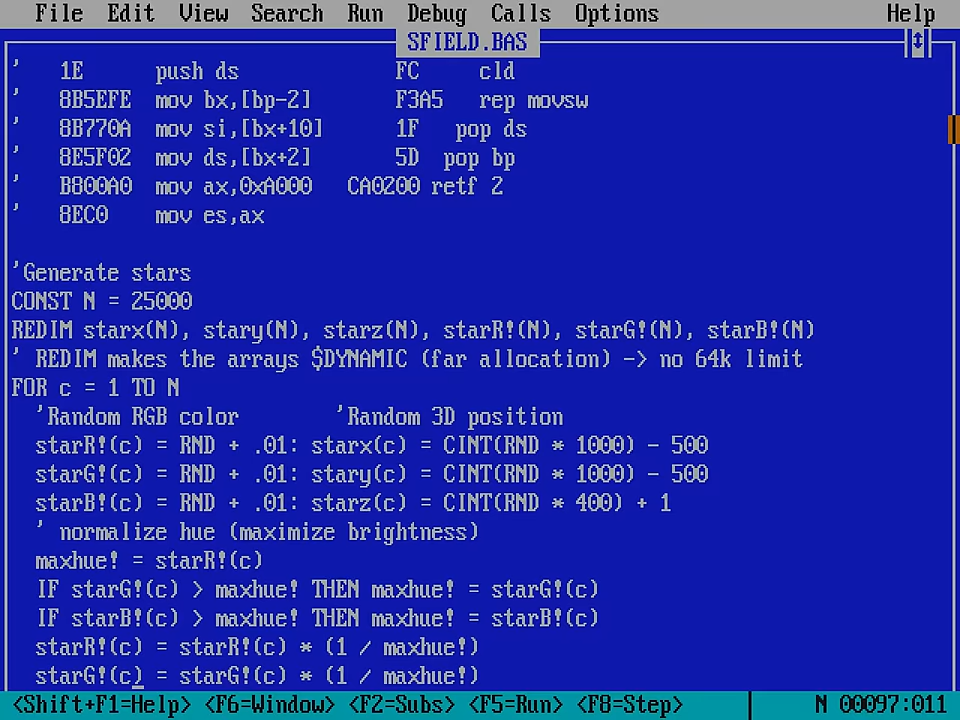 File Edit View Search Run Debug Calls Options Help
SFIELD.BAS
'   1E      push ds             FC     cld
'   8B5EFE  mov bx,[bp-2]       F3A5   rep movsw
'   8B770A  mov si,[bx+10]      1F   pop ds
'   8E5F02  mov ds,[bx+2]       5D  pop bp
'   B800A0  mov ax,0xA000   CA0200 retf 2
'   8EC0    mov es,ax
'Generate stars
CONST N = 25000
REDIM starx(N), stary(N), starz(N), starR!(N), starG!(N), starB!(N)
' REDIM makes the arrays $DYNAMIC (far allocation) -> no 64k limit
FOR c = 1 TO N
  'Random RGB color        'Random 3D position
  starR!(c) = RND + .01: starx(c) = CINT(RND * 1000) - 500
  starG!(c) = RND + .01: stary(c) = CINT(RND * 1000) - 500
  starB!(c) = RND + .01: starz(c) = CINT(RND * 400) + 1
  ' normalize hue (maximize brightness)
  maxhue! = starR!(c)
  IF starG!(c) > maxhue! THEN maxhue! = starG!(c)
  IF starB!(c) > maxhue! THEN maxhue! = starB!(c)
  starR!(c) = starR!(c) * (1 / maxhue!)
  starG!(c) = starG!(c) * (1 / maxhue!)
<Shift+F1=Help> <F6=Window> <F2=Subs> <F5=Run> <F8=Step> N 00097:011